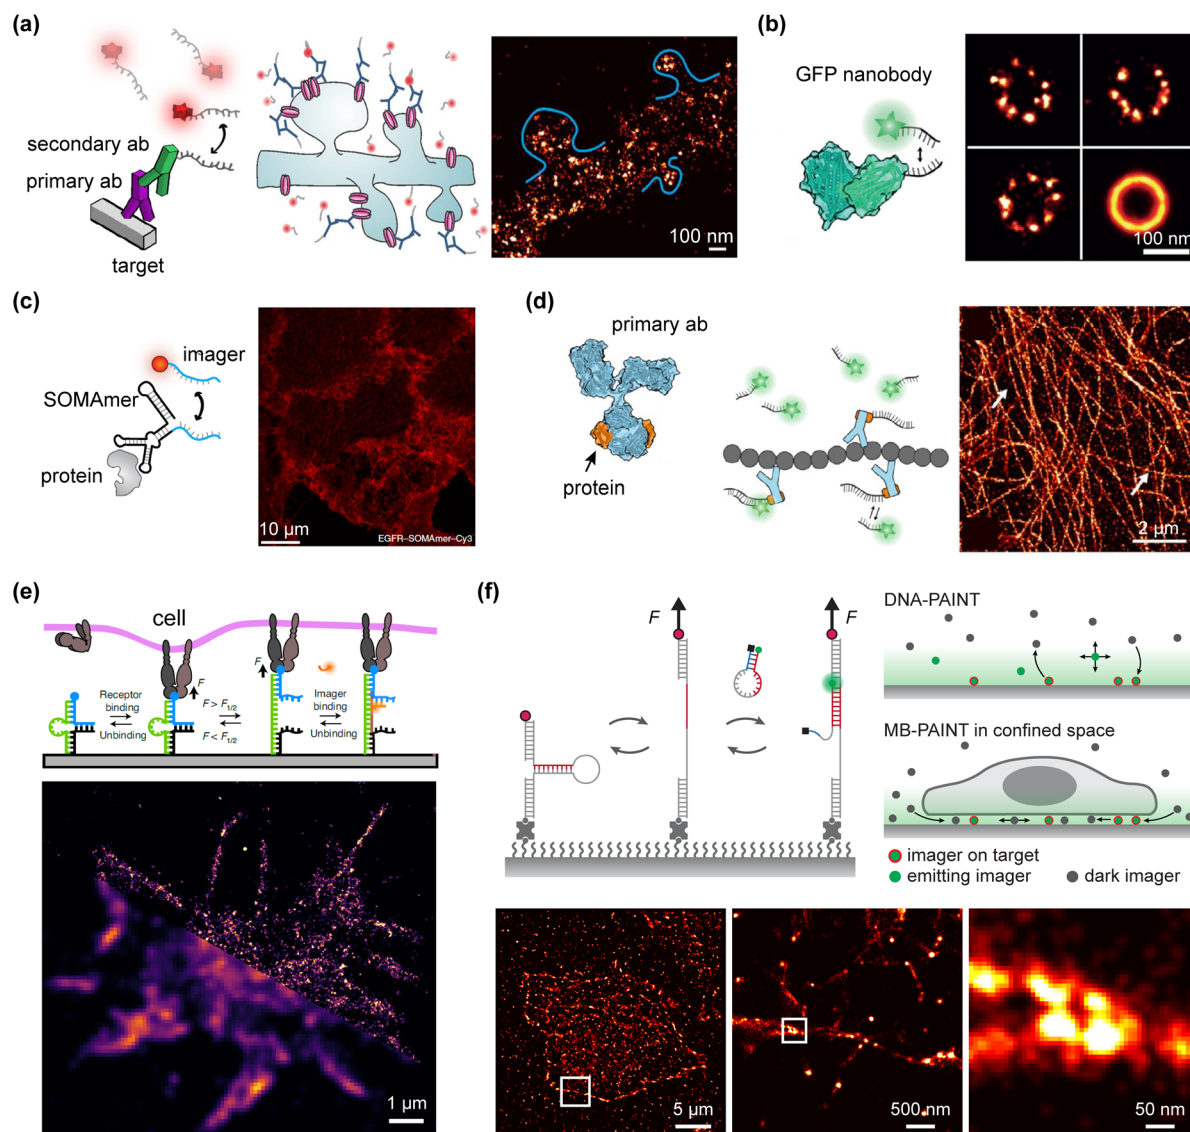 (a)
secondary ab
primary ab
target
100 nm
(b)
GFP nanobody
100 nm
(c)
imager
SOMAmer
protein
10 µm
EGFR–SOMAmer–Cy3
(d)
primary ab
protein
2 µm
(e)
cell
F
Receptor
binding
Unbinding
F > F1/2
F < F1/2
F
Imager
binding
Unbinding
1 µm
(f)
F
F
DNA-PAINT
MB-PAINT in confined space
imager on target
emitting imager
dark imager
5 µm
500 nm
50 nm